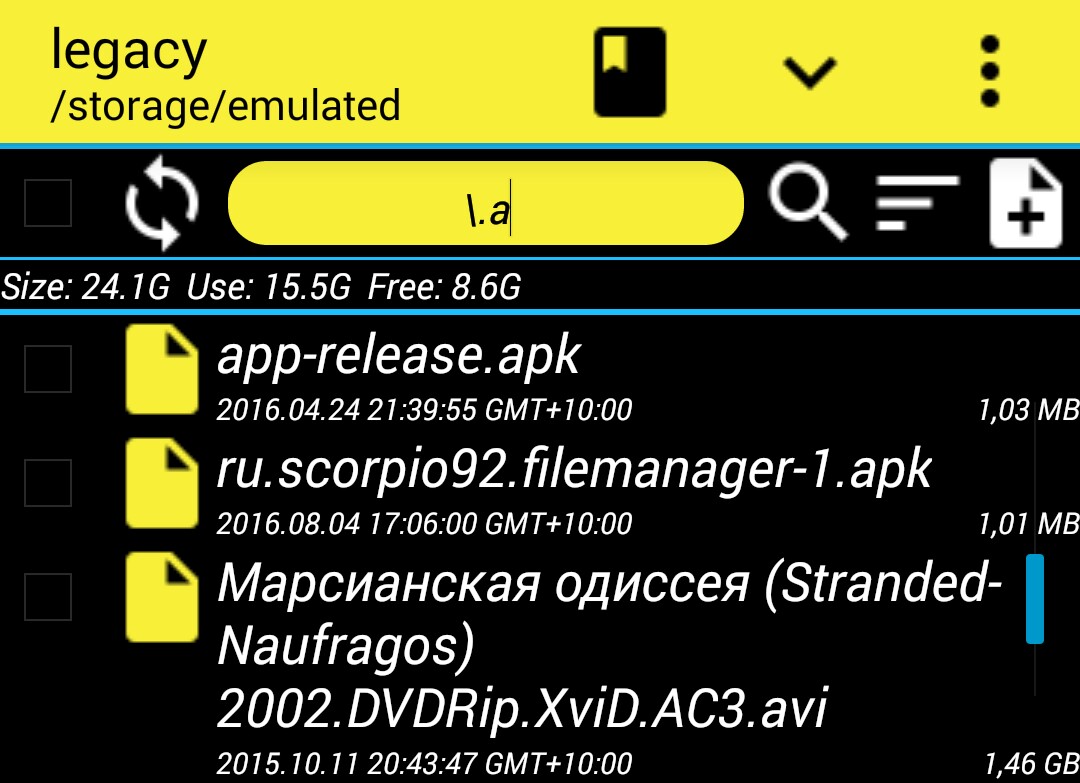 legacy
/storage/emulated
\.a
Size: 24.1G  Use: 15.5G  Free: 8.6G
app-release.apk
2016.04.24 21:39:55 GMT+10:00 1,03 MB
ru.scorpio92.filemanager-1.apk
2016.08.04 17:06:00 GMT+10:00 1,01 MB
Марсианская одиссея (Stranded-
Naufragos)
2002.DVDRip.XviD.AC3.avi
2015.10.11 20:43:47 GMT+10:00 1,46 GB